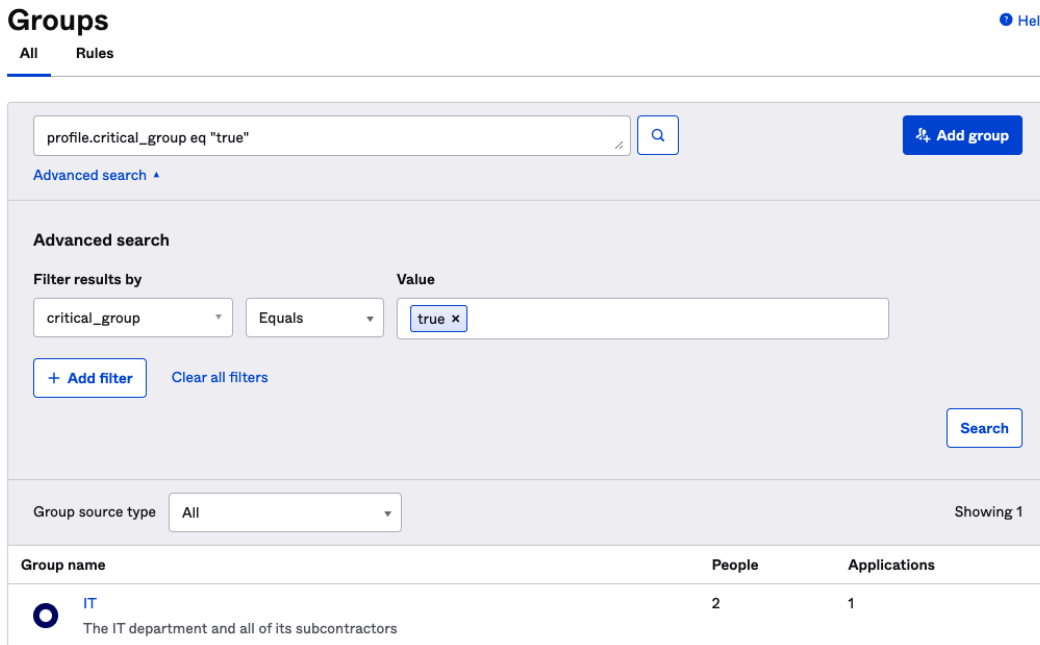 Groups
Hel
All Rules
profile.critical_group eq "true"
Add group
Advanced search
Advanced search
Filter results by Value
critical_group Equals true ×
+ Add filter Clear all filters
Search
Group source type All Showing 1
Group name People Applications
IT 2 1
The IT department and all of its subcontractors